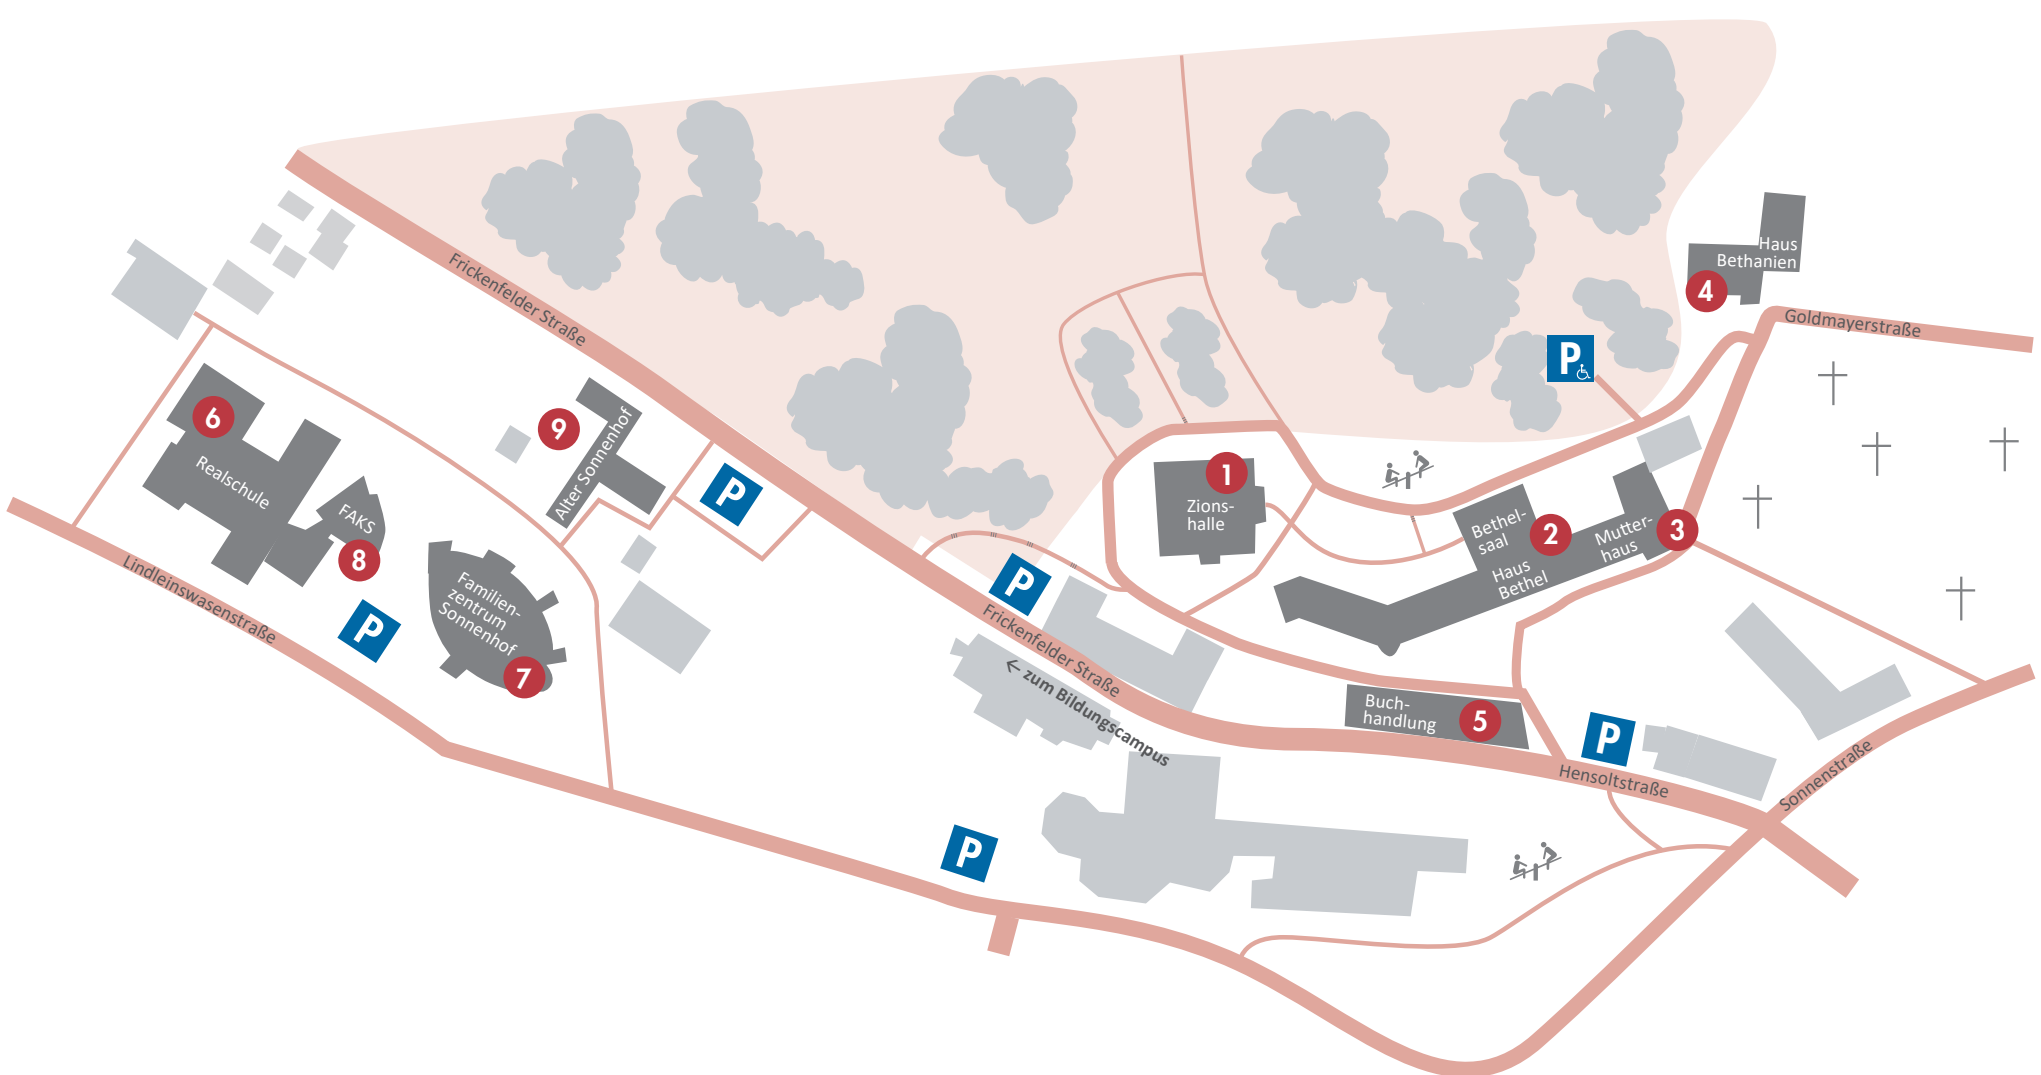 Frickenfelder Straße
Haus
Bethanien
4
Goldmayerstraße
P
6
Realschule
9
Alter Sonnenhof
P
1
Zions-
halle
FAKS
8
Bethel-
saal
2
Mutter-
haus
3
Haus
Bethel
Lindleinswasenstraße
P
Familien-
zentrum
Sonnenhof
7
P
Frickenfelder Straße
← zum Bildungscampus
Buch-
handlung
5
P
Hensoltstraße
Sonnenstraße
P